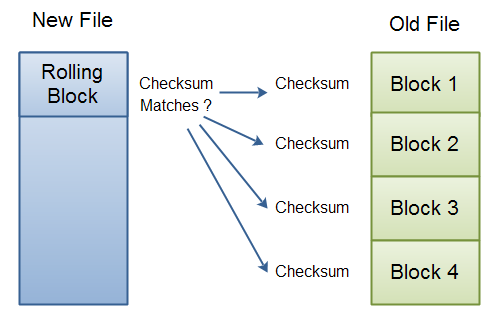 New File
Old File
Rolling
Block
Checksum
Matches ?
Checksum
Block 1
Checksum
Block 2
Checksum
Block 3
Checksum
Block 4